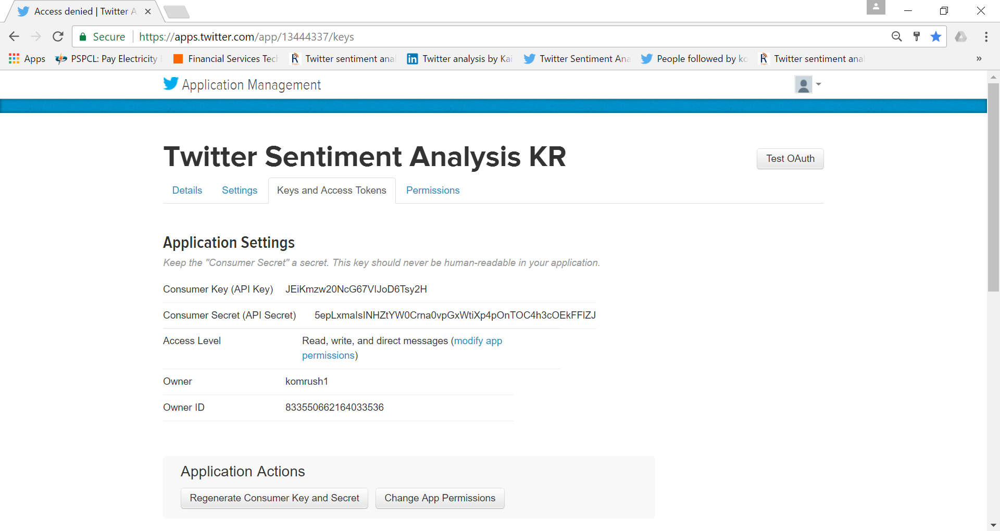 Access denied | Twitter A
Secure https://apps.twitter.com/app/13444337/keys
Apps PSPCL: Pay Electricity Financial Services Tec Twitter sentiment ana Twitter analysis by Kai Twitter Sentiment Ana People followed by ko Twitter sentiment ana »
Application Management
Twitter Sentiment Analysis KR
Test OAuth
Details Settings Keys and Access Tokens Permissions
Application Settings
Keep the "Consumer Secret" a secret. This key should never be human-readable in your application.
Consumer Key (API Key) JEiKmzw20NcG67VIJoD6Tsy2H
Consumer Secret (API Secret) 5epLxmaIsINHZtYW0Crna0vpGxWtiXp4pOnTOC4h3cOEkFFIZJ
Access Level Read, write, and direct messages (modify app
permissions)
Owner komrush1
Owner ID 833550662164033536
Application Actions
Regenerate Consumer Key and Secret Change App Permissions